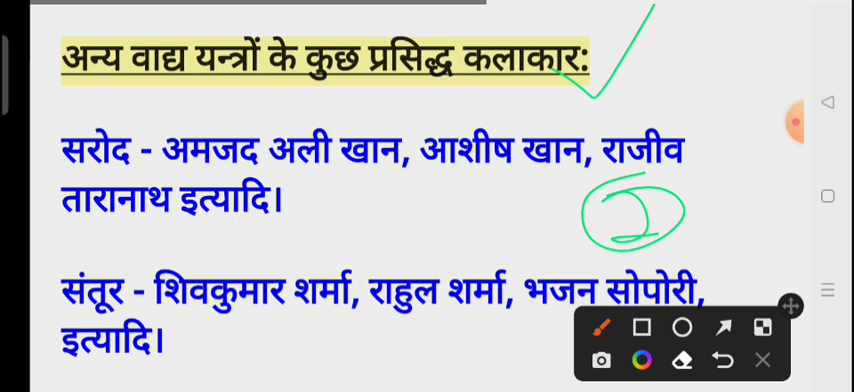 अन्य वाद्य यन्त्रों के कुछ प्रसिद्ध कलाकार:
सरोद - अमजद अली खान, आशीष खान, राजीव
तारानाथ इत्यादि।
संतूर - शिवकुमार शर्मा, राहुल शर्मा, भजन सोपोरी,
इत्यादि।